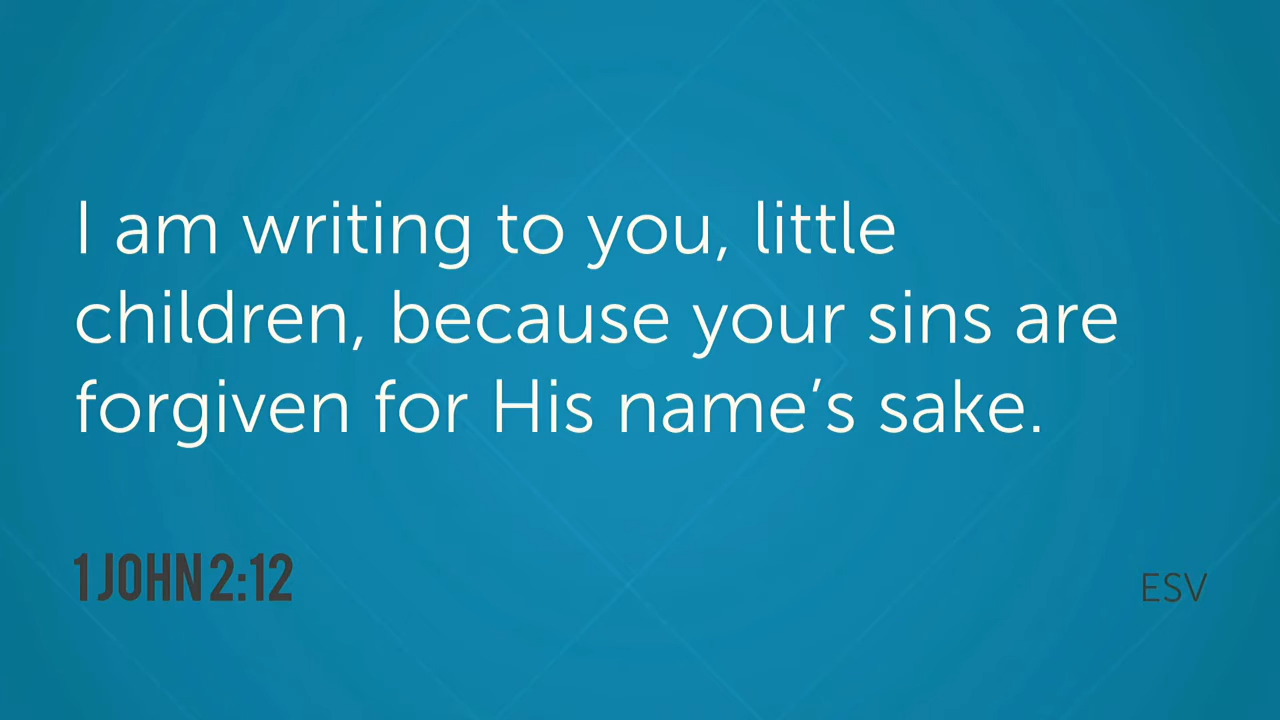 I am writing to you, little
children, because your sins are
forgiven for His name’s sake.
1 JOHN 2:12
ESV